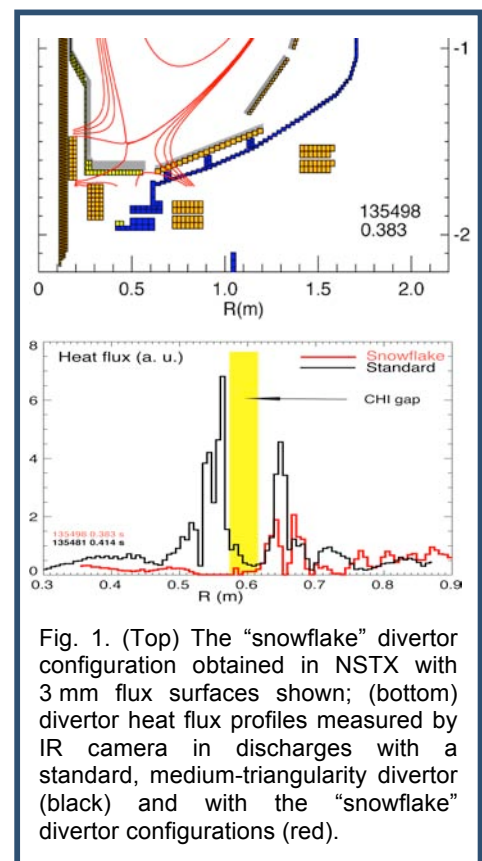 -1
135498
0.383
-2
0 0.5 1.0 1.5 2.0
R(m)
8
Heat flux (a. u.) Snowflake
Standard
6
CHI gap
4
2
135498 0.383 s
135481 0.414 s
0
0.3 0.4 0.5 0.6 0.7 0.8 0.9
R (m)
Fig. 1. (Top) The “snowflake” divertor
configuration obtained in NSTX with
3 mm flux surfaces shown; (bottom)
divertor heat flux profiles measured by
IR camera in discharges with a
standard, medium-triangularity divertor
(black) and with the “snowflake”
divertor configurations (red).